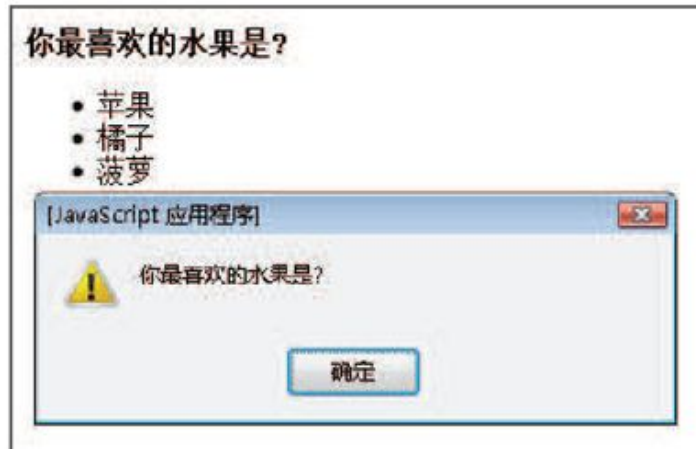 你最喜欢的水果是?
• 苹果
• 橘子
• 菠萝
[JavaScript 应用程序]
你最喜欢的水果是?
确定